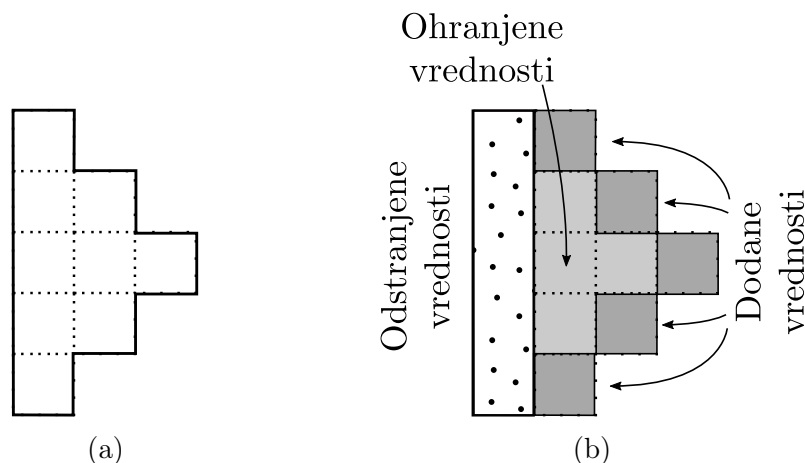 Ohranjene
vrednosti
Odstranjene
vrednosti
Dodane
vrednosti
(a)
(b)